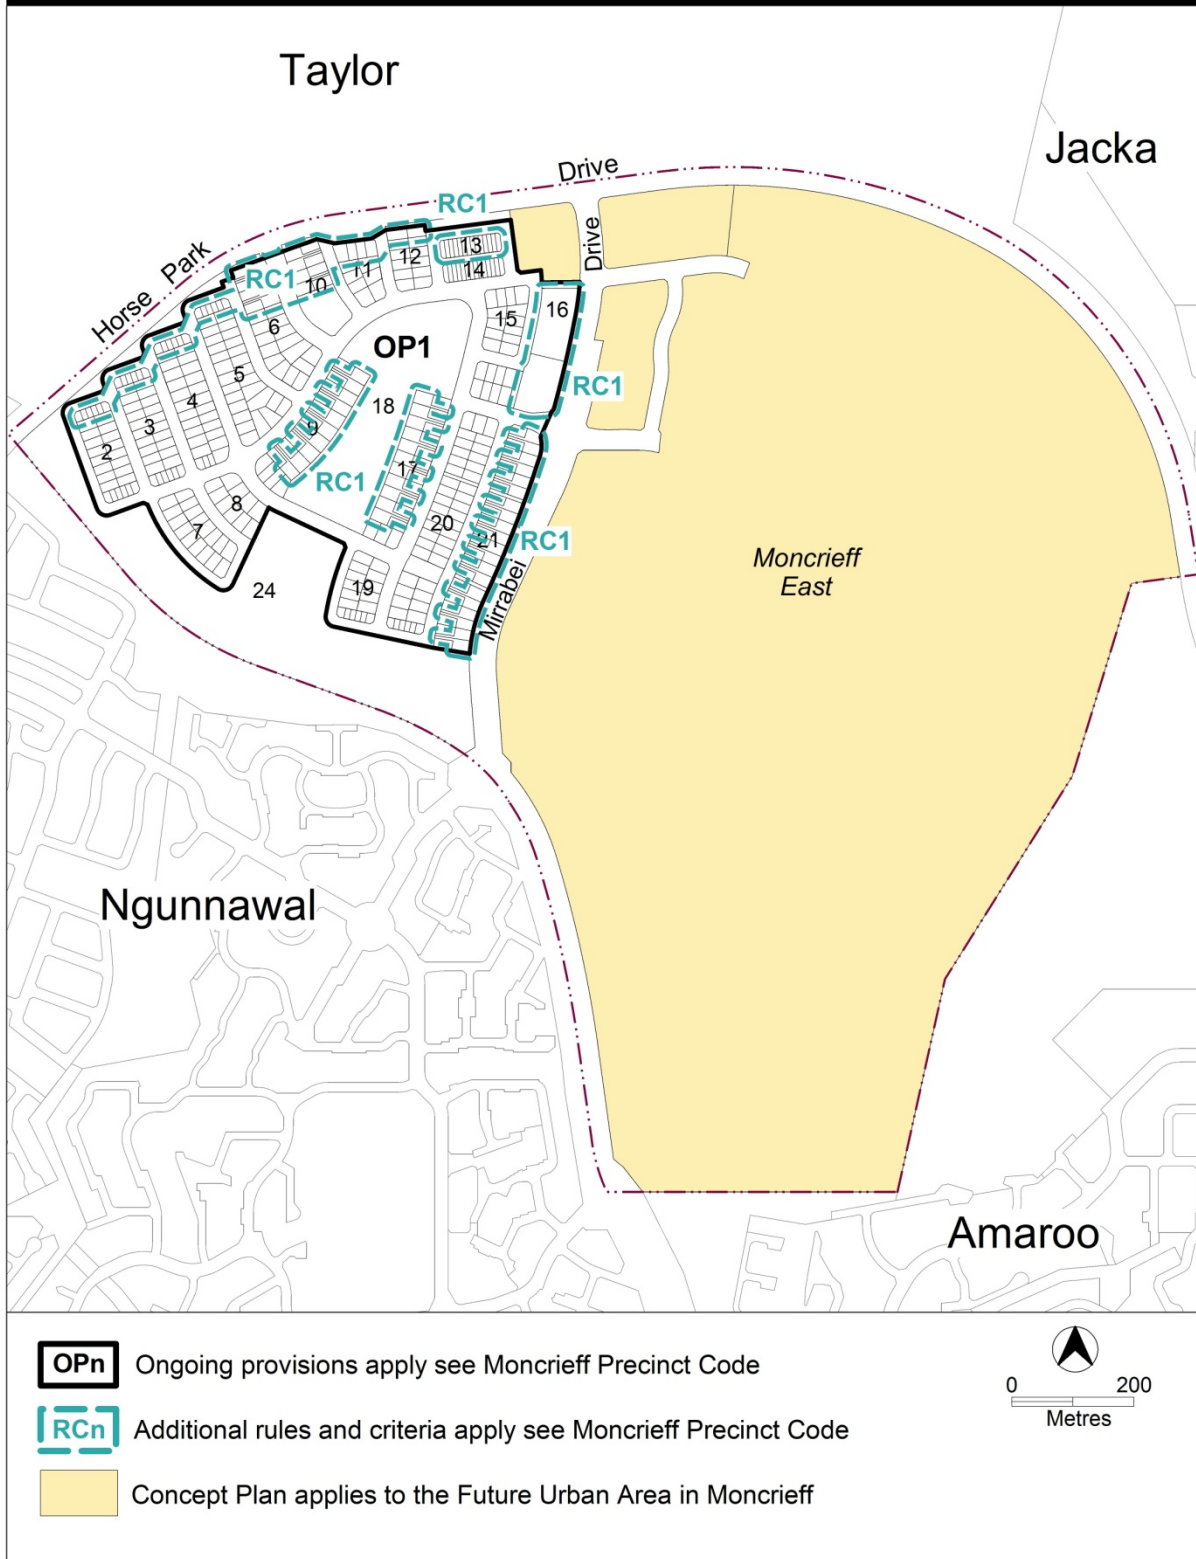 Taylor
Jacka
Drive
RC1
Horse Park
Drive
RC1
13
12
11
14
10
16
15
6
OP1
5
RC1
4
18
3
9
2
17
RC1
8
20
7
21
RC1
19
24
Mirrabei
Moncrieff
East
Ngunnawal
Amaroo
OPn Ongoing provisions apply see Moncrieff Precinct Code
RCn Additional rules and criteria apply see Moncrieff Precinct Code
Concept Plan applies to the Future Urban Area in Moncrieff
0 200
Metres